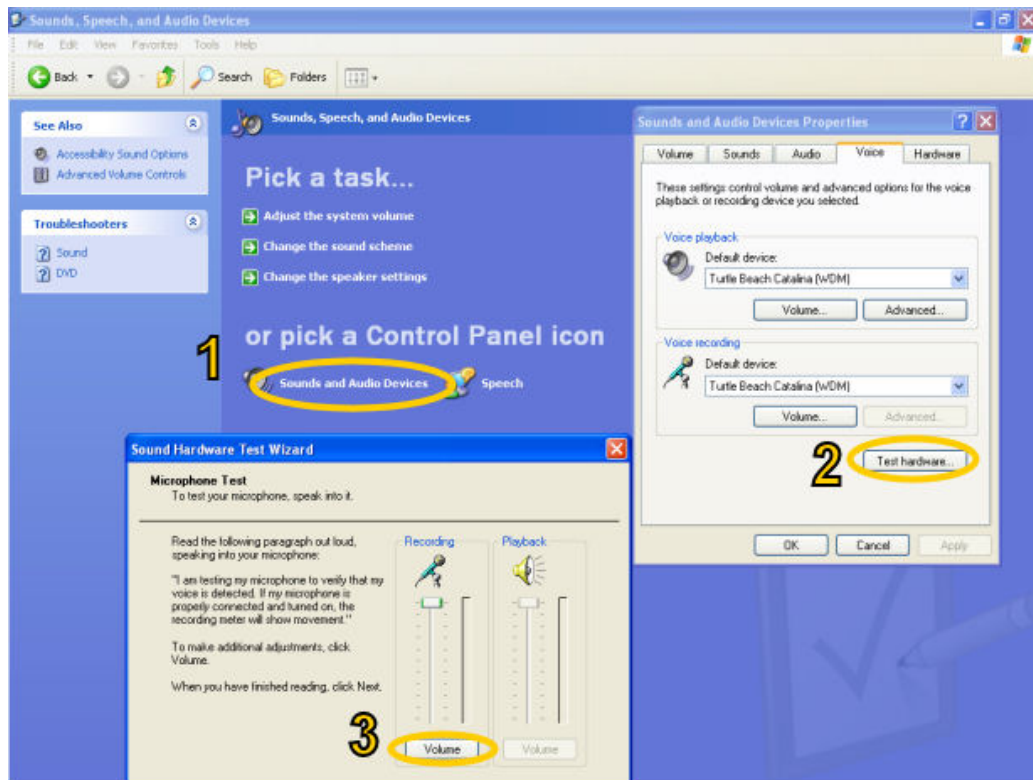 Sounds, Speech, and Audio Devices
File Edit View Favorites Tools Help
Back Search Folders
See Also
Accessibility Sound Options
Advanced Volume Controls
Troubleshooters
Sound
DVD
Sounds, Speech, and Audio Devices
Pick a task...
Adjust the system volume
Change the sound scheme
Change the speaker settings
or pick a Control Panel icon
1
Sounds and Audio Devices Speech
Sounds and Audio Devices Properties
Volume Sounds Audio Voice Hardware
These settings control volume and advanced options for the voice
playback or recording device you selected.
Voice playback
Default device:
Turtle Beach Catalina (WDM)
Volume... Advanced...
Voice recording
Default device:
Turtle Beach Catalina (WDM)
Volume... Advanced...
2
Test hardware...
OK Cancel Apply
Sound Hardware Test Wizard
Microphone Test
To test your microphone, speak into it.
Read the following paragraph out loud,
speaking into your microphone:
"I am testing my microphone to verify that my
voice is detected. If my microphone is
properly connected and turned on, the
recording meter will show movement."
To make additional adjustments, click
Volume.
When you have finished reading, click Next.
Recording Playback
3
Volume Volume